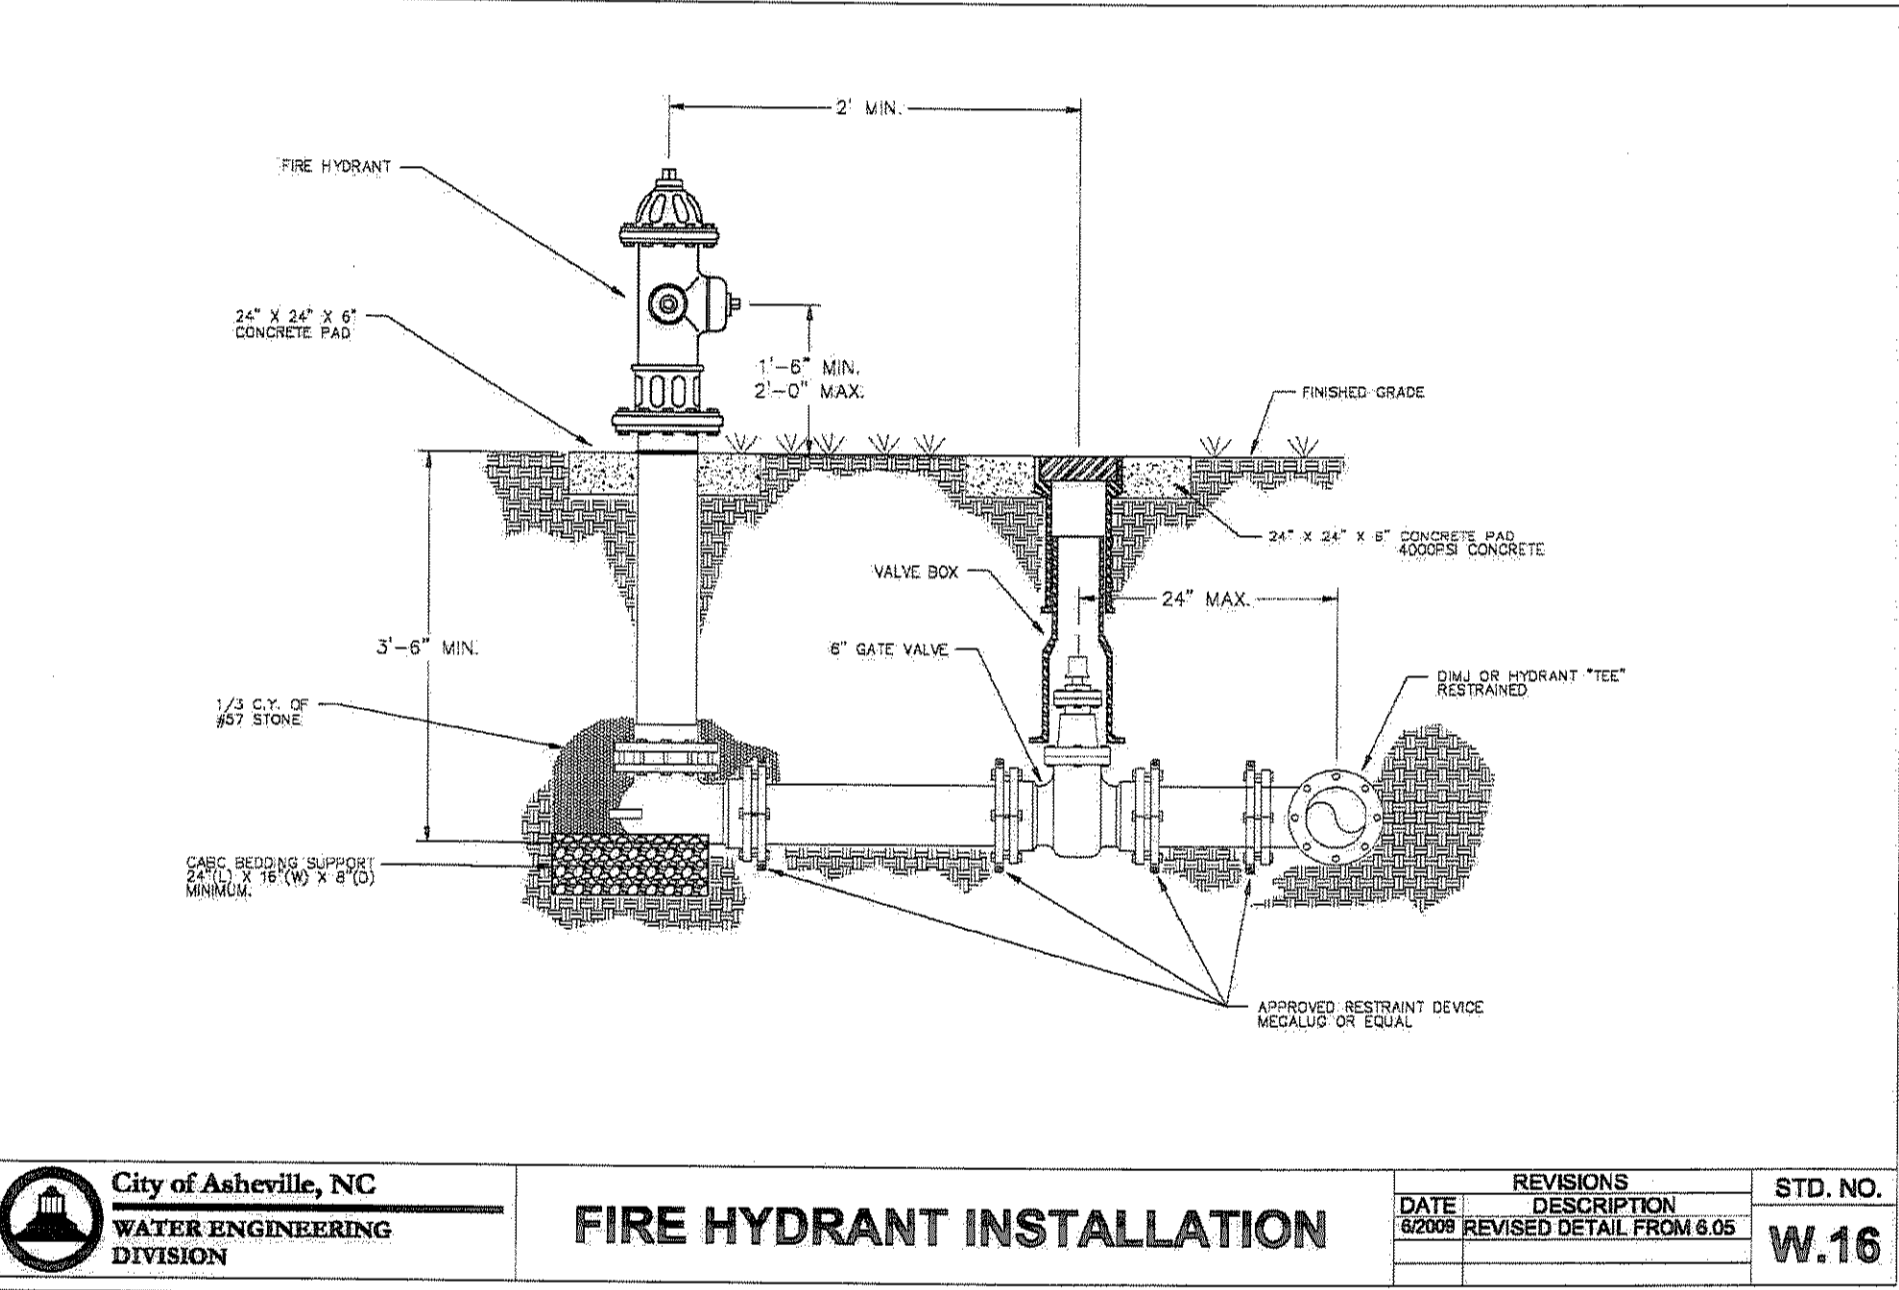 2' MIN.
FIRE HYDRANT
24" X 24" X 6"
CONCRETE PAD
1'-6" MIN.
2'-0" MAX.
FINISHED GRADE
24" X 24" X 6" CONCRETE PAD
4000PSI CONCRETE
VALVE BOX
24" MAX.
3'-6" MIN.
6" GATE VALVE
DIMJ OR HYDRANT "TEE"
RESTRAINED
1/3 C.Y. OF
#57 STONE
CABC BEDDING SUPPORT
24"(L) X 16"(W) X 8"(D)
MINIMUM.
APPROVED RESTRAINT DEVICE
MEGALUG OR EQUAL
City of Asheville, NC
WATER ENGINEERING
DIVISION
FIRE HYDRANT INSTALLATION
REVISIONS
DATE DESCRIPTION
6/2009 REVISED DETAIL FROM 6.05
STD. NO.
W.16